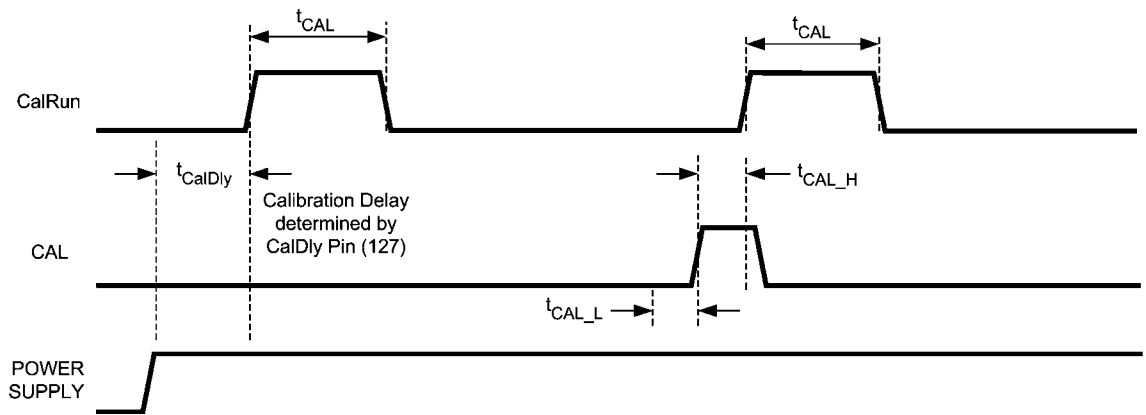 tCAL
tCAL
CalRun
tCalDly
tCAL_H
Calibration Delay
determined by
CalDly Pin (127)
CAL
tCAL_L
POWER
SUPPLY